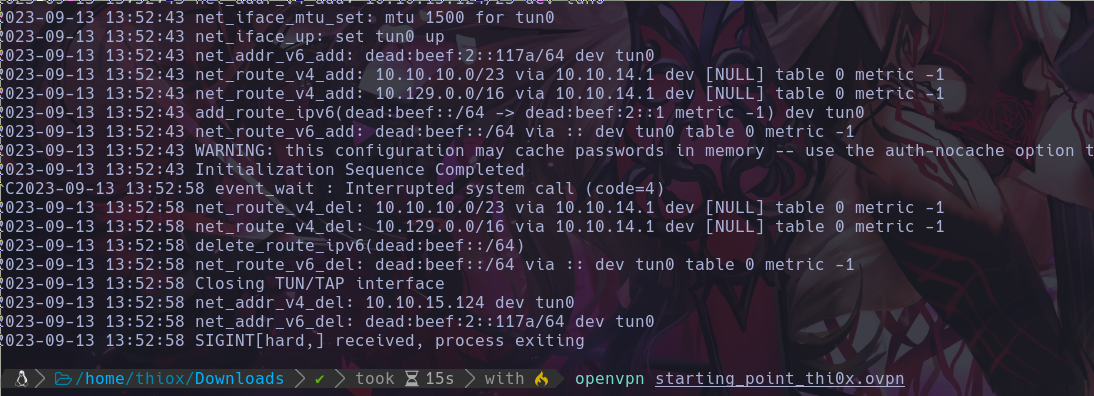 2023-09-13 13:52:43 net_iface_mtu_set: mtu 1500 for tun0
2023-09-13 13:52:43 net_iface_up: set tun0 up
2023-09-13 13:52:43 net_addr_v6_add: dead:beef:2::117a/64 dev tun0
2023-09-13 13:52:43 net_route_v4_add: 10.10.10.0/23 via 10.10.14.1 dev [NULL] table 0 metric -1
2023-09-13 13:52:43 net_route_v4_add: 10.129.0.0/16 via 10.10.14.1 dev [NULL] table 0 metric -1
2023-09-13 13:52:43 add_route_ipv6(dead:beef::/64 -> dead:beef:2::1 metric -1) dev tun0
2023-09-13 13:52:43 net_route_v6_add: dead:beef::/64 via :: dev tun0 table 0 metric -1
2023-09-13 13:52:43 WARNING: this configuration may cache passwords in memory -- use the auth-nocache option t
2023-09-13 13:52:43 Initialization Sequence Completed
C2023-09-13 13:52:58 event_wait : Interrupted system call (code=4)
2023-09-13 13:52:58 net_route_v4_del: 10.10.10.0/23 via 10.10.14.1 dev [NULL] table 0 metric -1
2023-09-13 13:52:58 net_route_v4_del: 10.129.0.0/16 via 10.10.14.1 dev [NULL] table 0 metric -1
2023-09-13 13:52:58 delete_route_ipv6(dead:beef::/64)
2023-09-13 13:52:58 net_route_v6_del: dead:beef::/64 via :: dev tun0 table 0 metric -1
2023-09-13 13:52:58 Closing TUN/TAP interface
2023-09-13 13:52:58 net_addr_v4_del: 10.10.15.124 dev tun0
2023-09-13 13:52:58 net_addr_v6_del: dead:beef:2::117a/64 dev tun0
2023-09-13 13:52:58 SIGINT[hard,] received, process exiting
/home/thiox/Downloads ✔ took 15s with openvpn starting_point_thi0x.ovpn